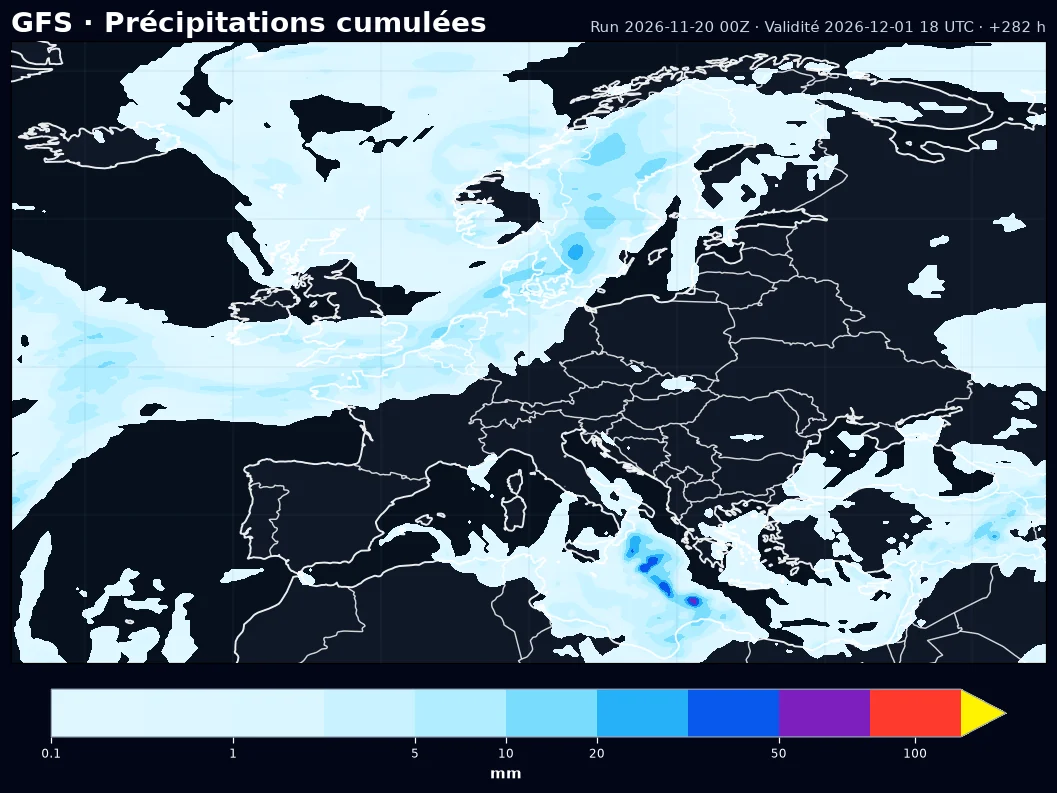 GFS · Précipitations cumulées
Run 2026-11-20 00Z · Validité 2026-12-01 18 UTC · +282 h
0.1 1 5 10 20 50 100
mm